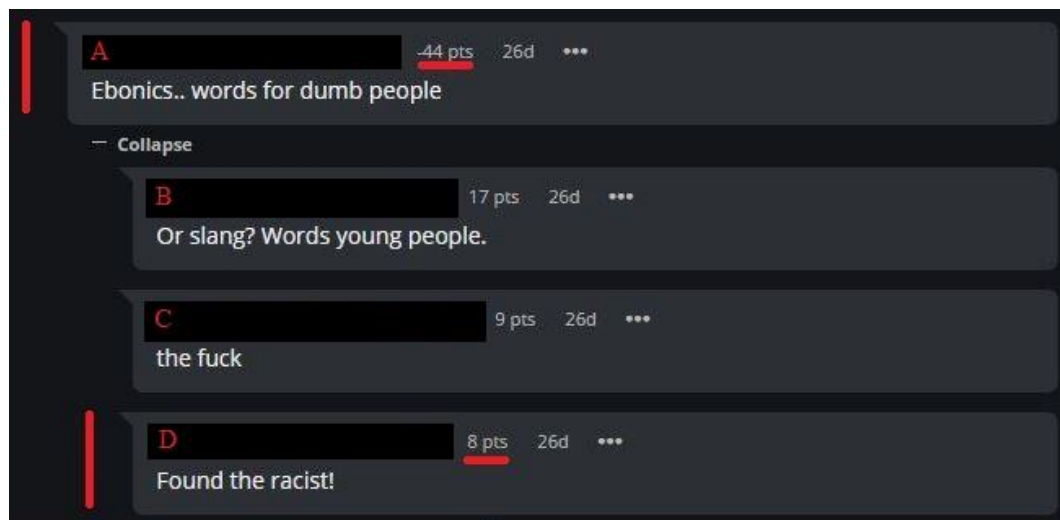 A -44 pts 26d •••
Ebonics.. words for dumb people
— Collapse
B 17 pts 26d •••
Or slang? Words young people.
C 9 pts 26d •••
the fuck
D 8 pts 26d •••
Found the racist!